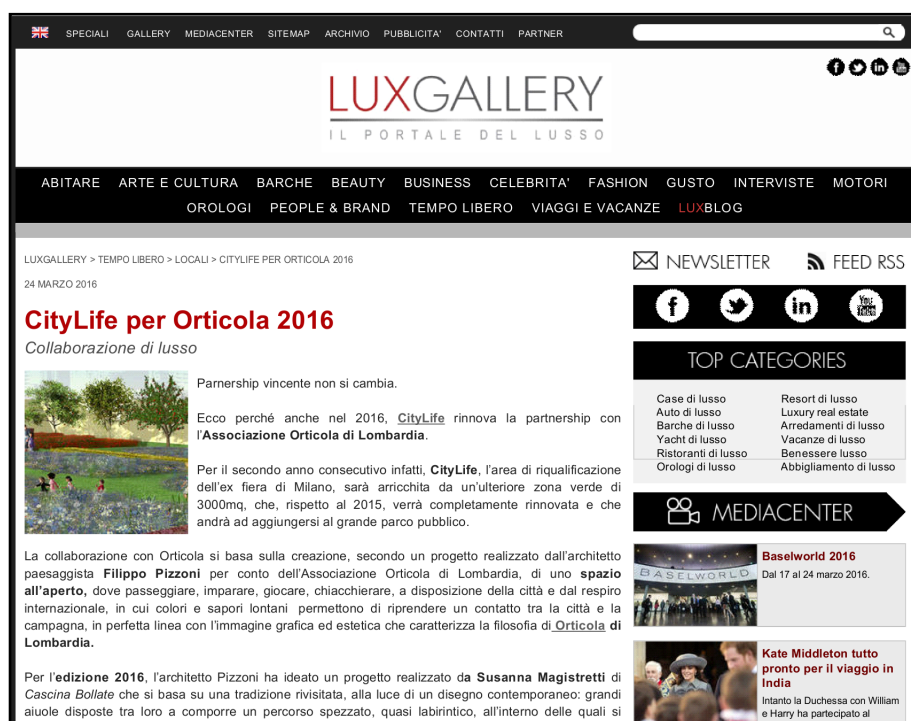 SPECIALI GALLERY MEDIACENTER SITEMAP ARCHIVIO PUBBLICITA' CONTATTI PARTNER
LUXGALLERY
IL PORTALE DEL LUSSO
ABITARE ARTE E CULTURA BARCHE BEAUTY BUSINESS CELEBRITA' FASHION GUSTO INTERVISTE MOTORI
OROLOGI PEOPLE & BRAND TEMPO LIBERO VIAGGI E VACANZE LUXBLOG
LUXGALLERY > TEMPO LIBERO > LOCALI > CITYLIFE PER ORTICOLA 2016
24 MARZO 2016
CityLife per Orticola 2016
Collaborazione di lusso
Parnership vincente non si cambia.
Ecco perché anche nel 2016, CityLife rinnova la partnership con
l'Associazione Orticola di Lombardia.
Per il secondo anno consecutivo infatti, CityLife, l'area di riqualificazione
dell'ex fiera di Milano, sarà arricchita da un'ulteriore zona verde di
3000mq, che, rispetto al 2015, verrà completamente rinnovata e che
andrà ad aggiungersi al grande parco pubblico.
La collaborazione con Orticola si basa sulla creazione, secondo un progetto realizzato dall'architetto
paesaggista Filippo Pizzoni per conto dell'Associazione Orticola di Lombardia, di uno spazio
all'aperto, dove passeggiare, imparare, giocare, chiacchierare, a disposizione della città e dal respiro
internazionale, in cui colori e sapori lontani permettono di riprendere un contatto tra la città e la
campagna, in perfetta linea con l'immagine grafica ed estetica che caratterizza la filosofia di Orticola di
Lombardia.
Per l'edizione 2016, l'architetto Pizzoni ha ideato un progetto realizzato da Susanna Magistretti di
Cascina Bollate che si basa su una tradizione rivisitata, alla luce di un disegno contemporaneo: grandi
aiuole disposte tra loro a comporre un percorso spezzato, quasi labirintico, all'interno delle quali si
NEWSLETTER FEED RSS
f in You Tube
TOP CATEGORIES
Case di lusso Resort di lusso
Auto di lusso Luxury real estate
Barche di lusso Arredamenti di lusso
Yacht di lusso Vacanze di lusso
Ristoranti di lusso Benessere lusso
Orologi di lusso Abbigliamento di lusso
MEDIACENTER
BASELWORLD
Baselworld 2016
Dal 17 al 24 marzo 2016.
Kate Middleton tutto
pronto per il viaggio in
India
Intanto la Duchessa con William
e Harry ha partecipato al